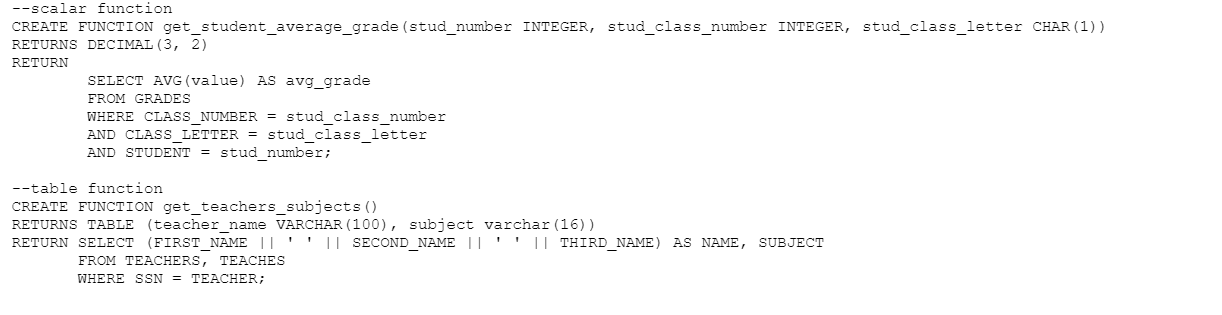 --scalar function
CREATE FUNCTION get_student_average_grade(stud_number INTEGER, stud_class_number INTEGER, stud_class_letter CHAR(1))
RETURNS DECIMAL(3, 2)
RETURN
        SELECT AVG(value) AS avg_grade
        FROM GRADES
        WHERE CLASS_NUMBER = stud_class_number
        AND CLASS_LETTER = stud_class_letter
        AND STUDENT = stud_number;

--table function
CREATE FUNCTION get_teachers_subjects()
RETURNS TABLE (teacher_name VARCHAR(100), subject varchar(16))
RETURN SELECT (FIRST_NAME || ' ' || SECOND_NAME || ' ' || THIRD_NAME) AS NAME, SUBJECT
       FROM TEACHERS, TEACHES
       WHERE SSN = TEACHER;